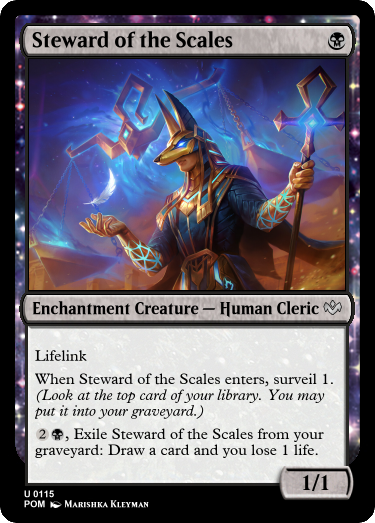 Steward of the Scales
Enchantment Creature — Human Cleric
Lifelink
When Steward of the Scales enters, surveil 1.
(Look at the top card of your library. You may
put it into your graveyard.)
2, Exile Steward of the Scales from your
graveyard: Draw a card and you lose 1 life.
1/1
U 0115
POM Marishka Kleyman